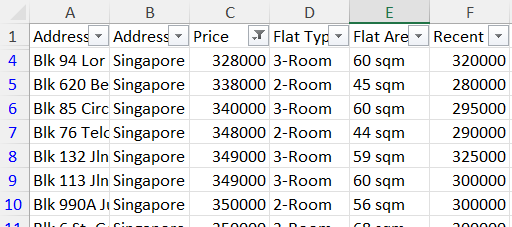 A B C D E F
1 Address Address Price Flat Typ Flat Are Recent
4 Blk 94 Lor Singapore 328000 3-Room 60 sqm 320000
5 Blk 620 Be Singapore 338000 2-Room 45 sqm 280000
6 Blk 85 Circ Singapore 340000 3-Room 60 sqm 295000
7 Blk 76 Telo Singapore 348000 2-Room 44 sqm 290000
8 Blk 132 Jln Singapore 349000 3-Room 59 sqm 325000
9 Blk 113 Jln Singapore 349000 3-Room 60 sqm 300000
10 Blk 990A Ju Singapore 350000 2-Room 56 sqm 300000